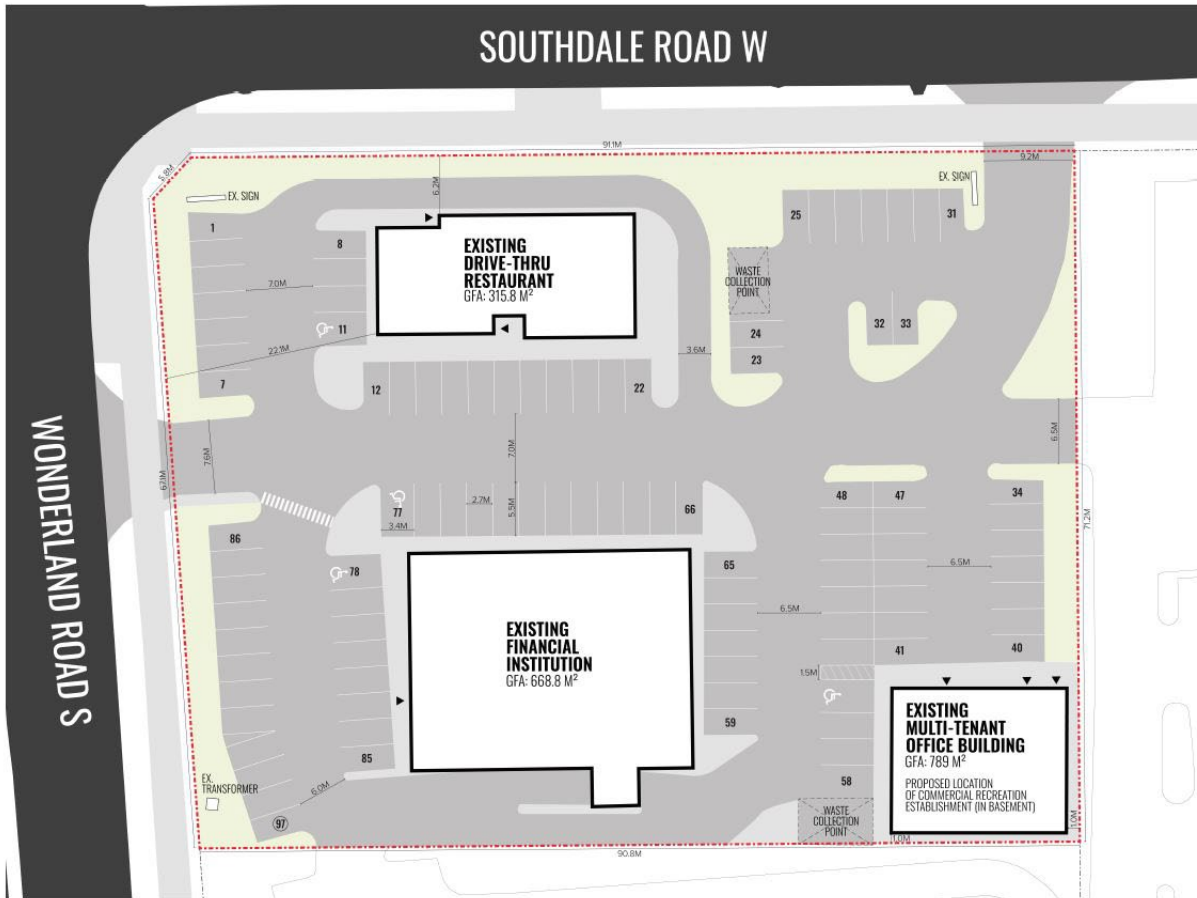 SOUTHDALE ROAD W
91.1M
5.8M
9.2M
6.2M
EX. SIGN
EX. SIGN
1
8
25
31
EXISTING
DRIVE-THRU
RESTAURANT
GFA: 315.8 M²
WASTE
COLLECTION
POINT
7.0M
11
24
32
33
22.1M
3.6M
23
7
12
22
WONDERLAND ROAD S
67.1M
7.6M
7.0M
6.5M
77
2.7M
5.5M
3.4M
66
48
47
34
71.2M
86
78
65
6.5M
6.5M
EXISTING
FINANCIAL
INSTITUTION
GFA: 668.8 M²
41
40
1.5M
59
EXISTING
MULTI-TENANT
OFFICE BUILDING
GFA: 789 M²
PROPOSED LOCATION
OF COMMERCIAL RECREATION
ESTABLISHMENT (IN BASEMENT)
85
58
EX.
TRANSFORMER
6.0M
97
WASTE
COLLECTION
POINT
1.0M
1.0M
90.8M